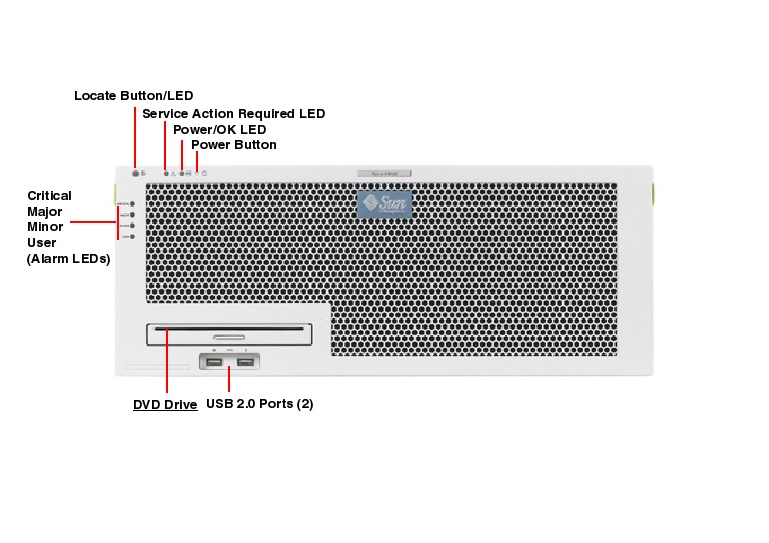 Locate Button/LED
Service Action Required LED
Power/OK LED
Power Button
Critical
Major
Minor
User
(Alarm LEDs)
Sun
DVD Drive
USB 2.0 Ports (2)